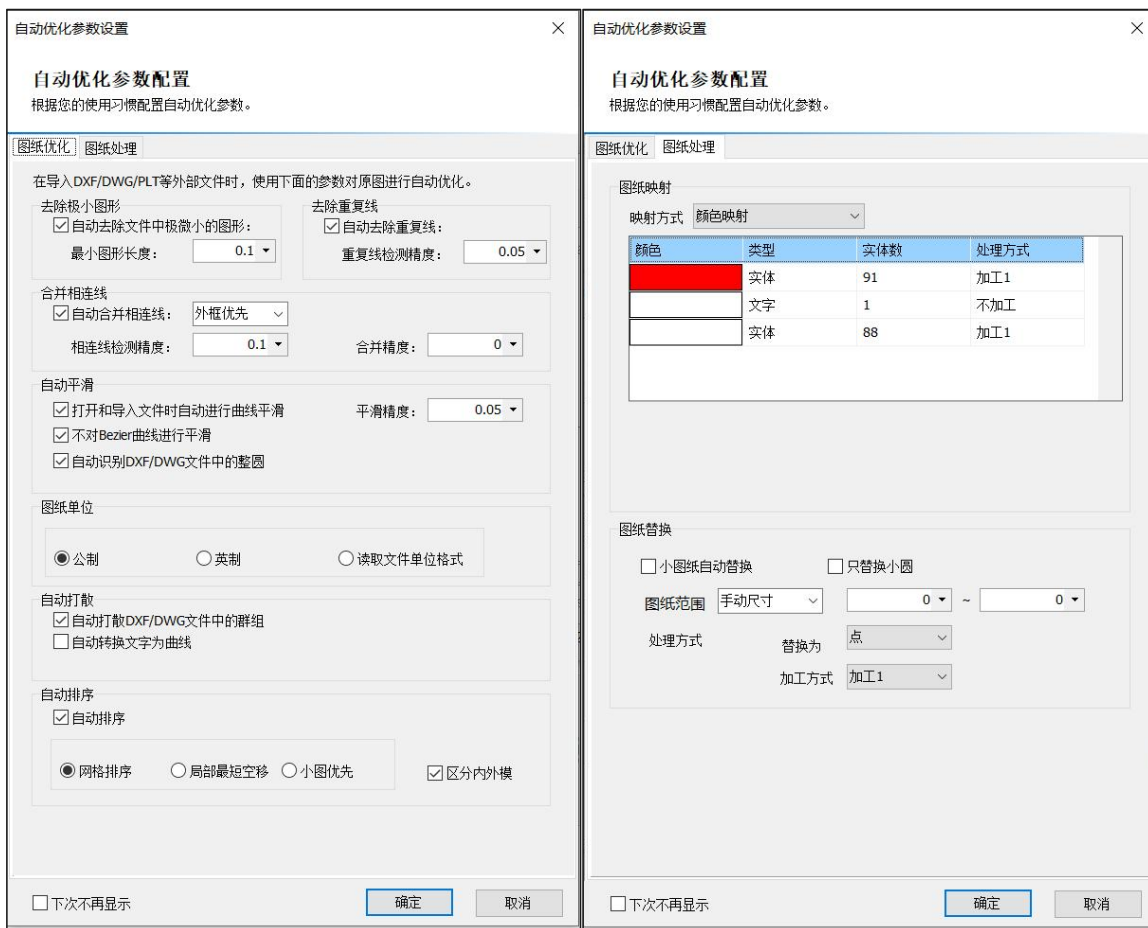 自动优化参数设置
自动优化参数配置
根据您的使用习惯配置自动优化参数。
图纸优化 图纸处理
在导入DXF/DWG/PLT等外部文件时，使用下面的参数对原图进行自动优化。
去除极小图形
自动去除文件中极微小的图形：
最小图形长度： 0.1
去除重复线
自动去除重复线：
重复线检测精度： 0.05
合并相连线
自动合并相连线： 外框优先
相连线检测精度： 0.1 合并精度： 0
自动平滑
打开和导入文件时自动进行曲线平滑 平滑精度： 0.05
不对Bezier曲线进行平滑
自动识别DXF/DWG文件中的整圆
图纸单位
公制 英制 读取文件单位格式
自动打散
自动打散DXF/DWG文件中的群组
自动转换文字为曲线
自动排序
自动排序
网格排序 局部最短空移 小图优先 区分内外模
下次不再显示 确定 取消
自动优化参数设置
自动优化参数配置
根据您的使用习惯配置自动优化参数。
图纸优化 图纸处理
图纸映射
映射方式 颜色映射
颜色 类型 实体数 处理方式
实体 91 加工1
文字 1 不加工
实体 88 加工1
图纸替换
小图纸自动替换 只替换小圆
图纸范围 手动尺寸 0 ~ 0
处理方式 替换为 点
加工方式 加工1
下次不再显示 确定 取消